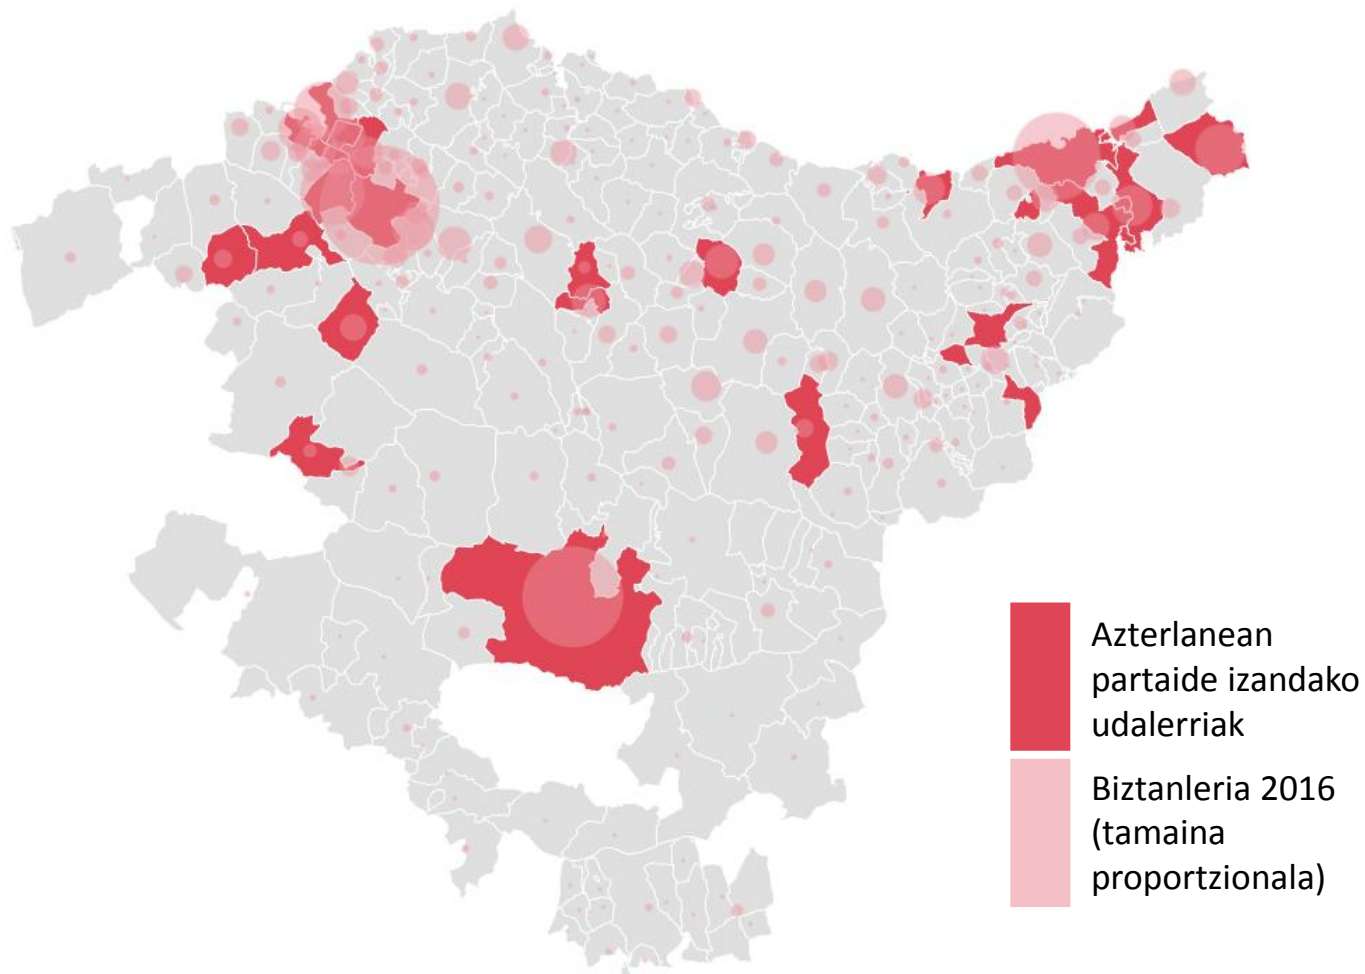 Azterlanean
partaide izandako
udalerriak
Biztanleria 2016
(tamaina
proportzionala)